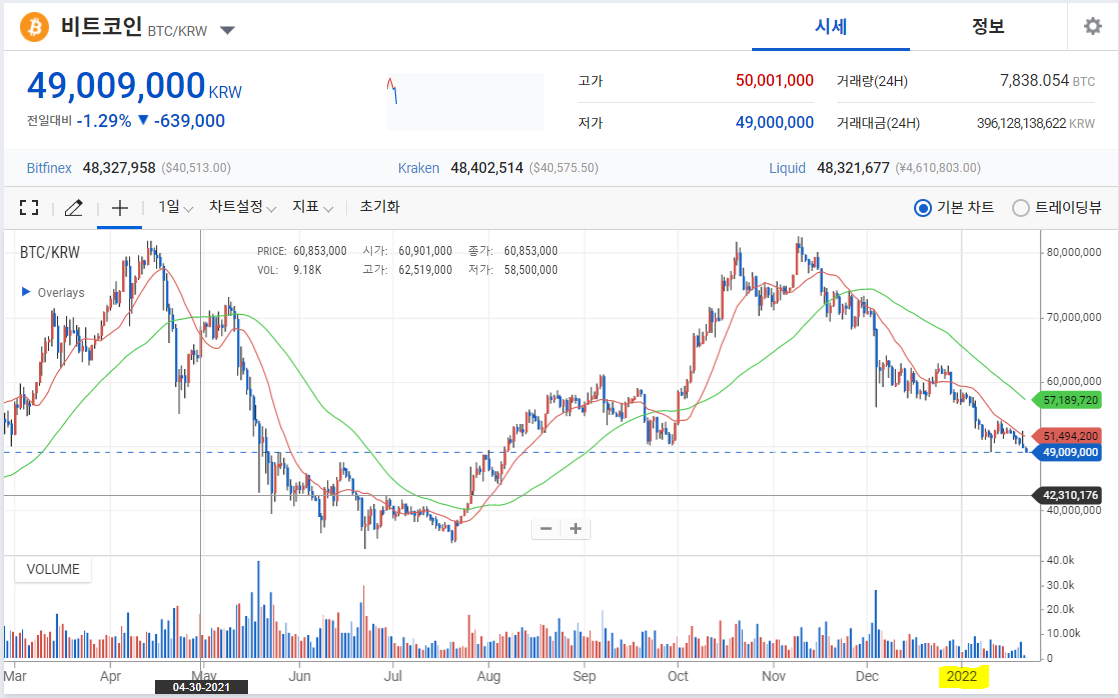 비트코인 BTC/KRW 시세 정보
49,009,000 KRW
전일대비 -1.29% ▼ -639,000
고가 50,001,000 거래량(24H) 7,838.054 BTC
저가 49,000,000 거래대금(24H) 396,128,138,622 KRW
Bitfinex 48,327,958 ($40,513.00) Kraken 48,402,514 ($40,575.50) Liquid 48,321,677 (¥4,610,803.00)
1일 차트설정 지표 초기화 기본 차트 트레이딩뷰
BTC/KRW PRICE: 60,853,000 시가: 60,901,000 종가: 60,853,000
VOL: 9.18K 고가: 62,519,000 저가: 58,500,000
Overlays
80,000,000
70,000,000
60,000,000
57,189,720
51,494,200
49,009,000
42,310,176
40,000,000
VOLUME
40.0k
30.0k
20.0k
10.00k
0
Mar Apr May Jun Jul Aug Sep Oct Nov Dec 2022
04-30-2021